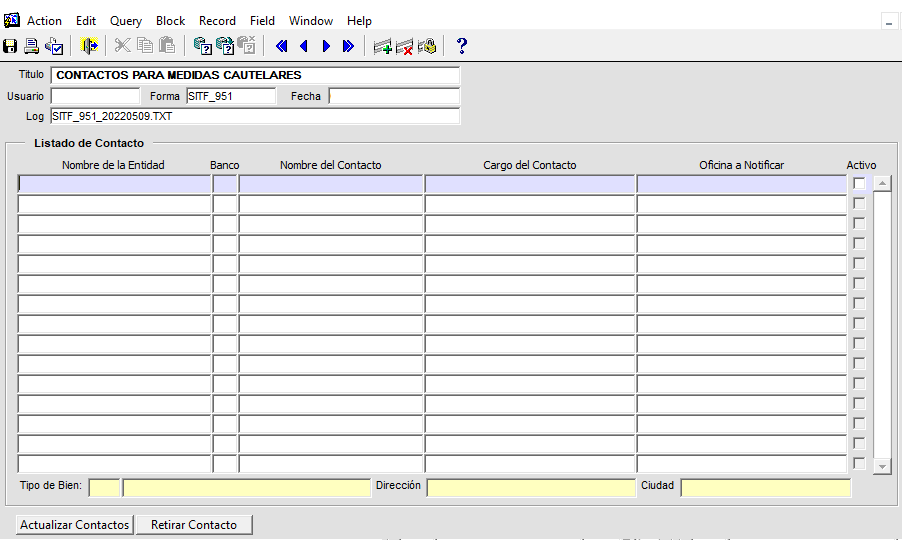 Action Edit Query Block Record Field Window Help
Titulo CONTACTOS PARA MEDIDAS CAUTELARES
Usuario Forma SITF_951 Fecha
Log SITF_951_20220509.TXT
Listado de Contacto
Nombre de la Entidad Banco Nombre del Contacto Cargo del Contacto Oficina a Notificar Activo
Tipo de Bien: Dirección Ciudad
Actualizar Contactos Retirar Contacto